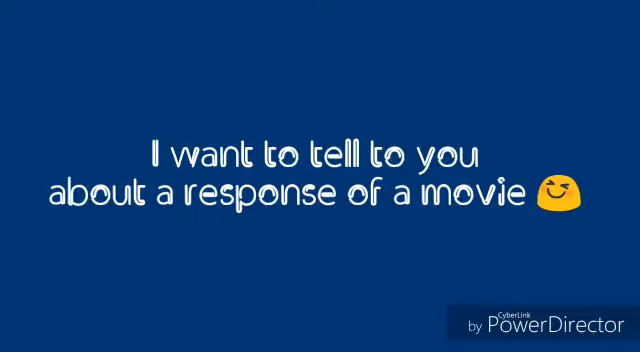 I want to tell to you
about a response of a movie 😆
CyberLink
by PowerDirector